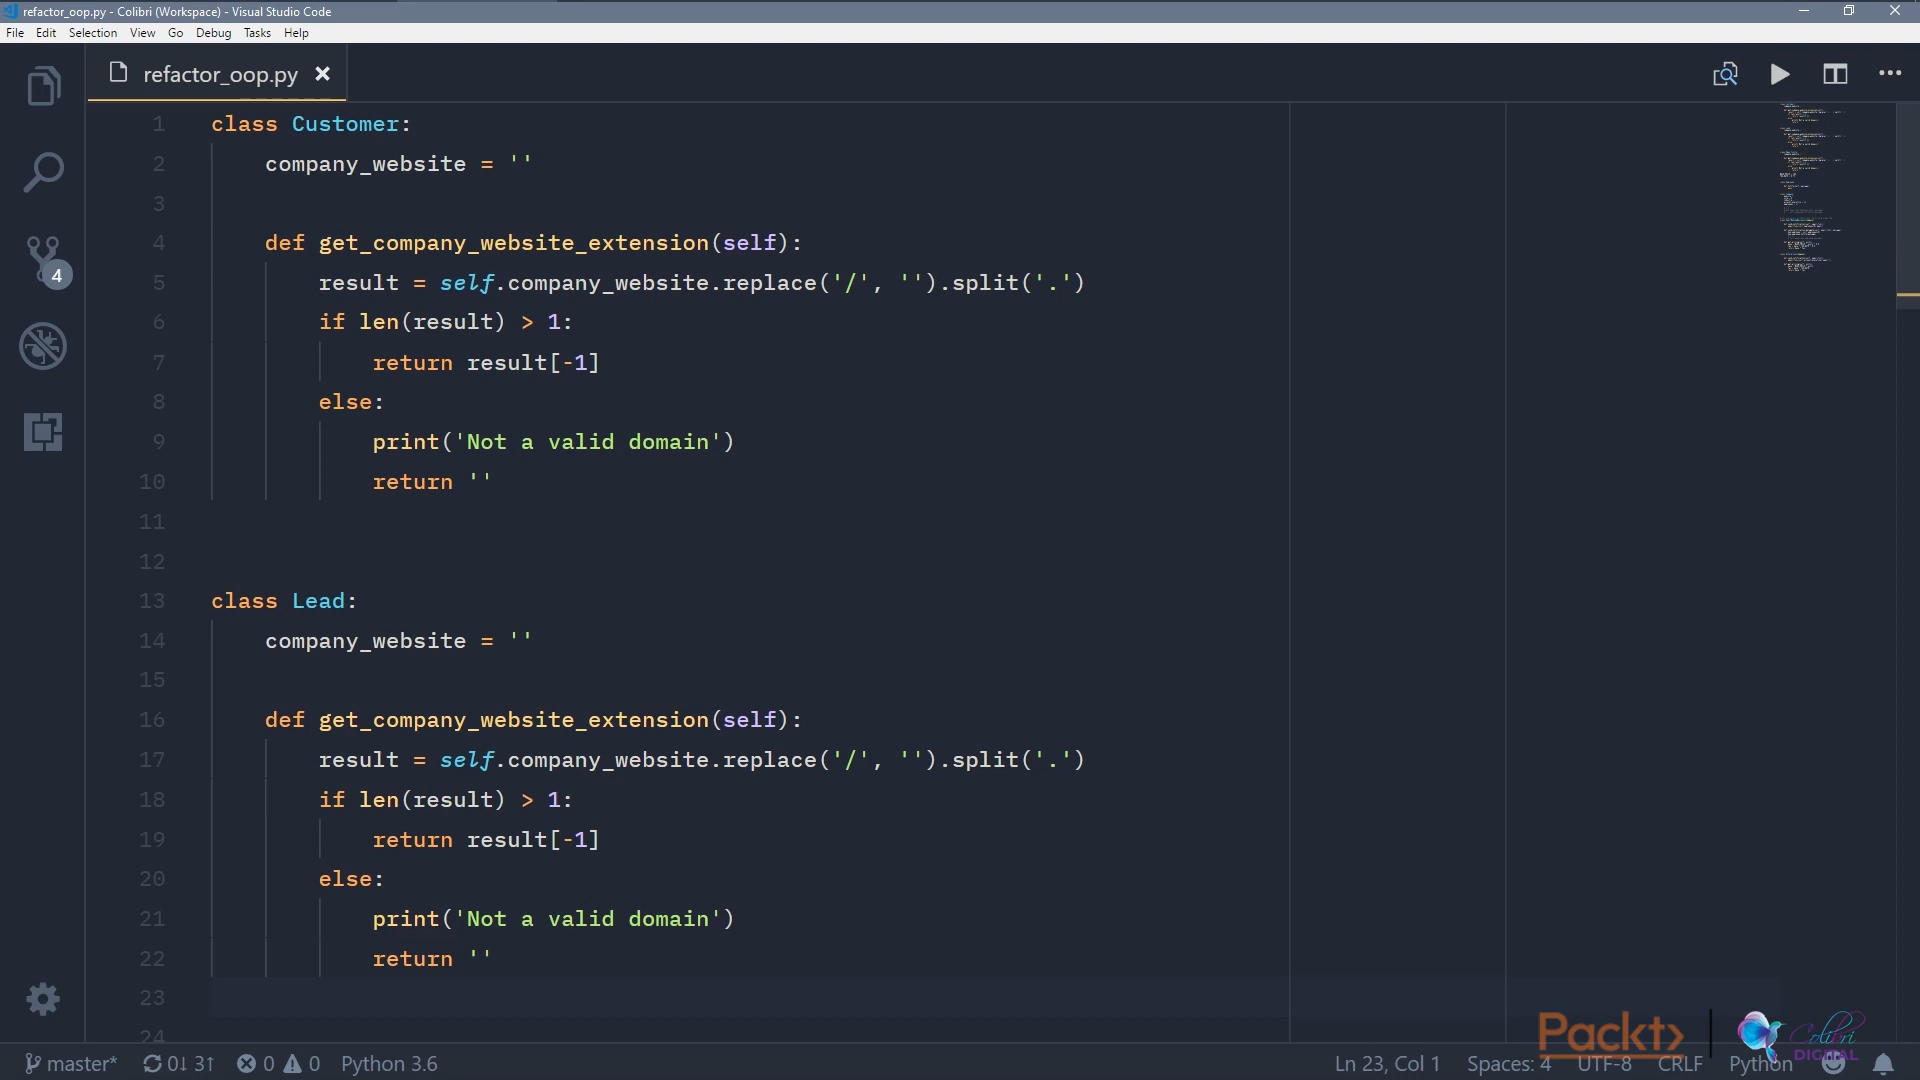 refactor_oop.py - Colibri (Workspace) - Visual Studio Code
File Edit Selection View Go Debug Tasks Help
refactor_oop.py
1 class Customer:
2     company_website = ''
3
4     def get_company_website_extension(self):
5         result = self.company_website.replace('/', '').split('.')
6         if len(result) > 1:
7             return result[-1]
8         else:
9             print('Not a valid domain')
10             return ''
11
12
13 class Lead:
14     company_website = ''
15
16     def get_company_website_extension(self):
17         result = self.company_website.replace('/', '').split('.')
18         if len(result) > 1:
19             return result[-1]
20         else:
21             print('Not a valid domain')
22             return ''
23
24
4
Packt>
Colibri
DIGITAL
master* 0↓ 3↑ 0 0 Python 3.6 Ln 23, Col 1 Spaces: 4 UTF-8 CRLF Python